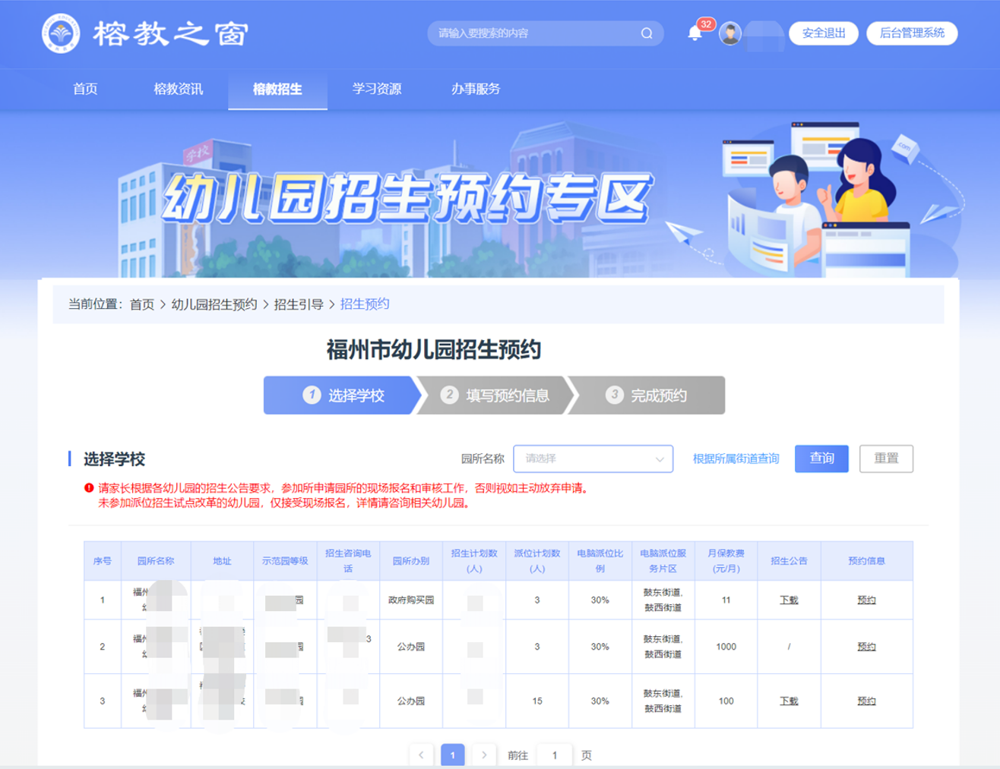 榕教之窗
请输入要搜索的内容
32
安全退出
后台管理系统
首页
榕教资讯
榕教招生
学习资源
办事服务
学校
幼儿园招生预约专区
.com
当前位置：首页 > 幼儿园招生预约 > 招生引导 > 招生预约
福州市幼儿园招生预约
1 选择学校
2 填写预约信息
3 完成预约
选择学校
园所名称
请选择
根据所属街道查询
查询
重置
请家长根据各幼儿园的招生公告要求，参加所申请园所的现场报名和审核工作，否则视如主动放弃申请。
未参加派位招生试点改革的幼儿园，仅接受现场报名，详情请咨询相关幼儿园。
序号 园所名称 地址 示范园等级 招生咨询电话 园所办别 招生计划数(人) 派位计划数(人) 电脑派位比例 电脑派位服务片区 月保教费(元/月) 招生公告 预约信息
1 福州 园 政府购买园 3 30% 鼓东街道,鼓西街道 11 下载 预约
2 福州 园 3 公办园 3 30% 鼓东街道,鼓西街道 1000 / 预约
3 福州 园 公办园 15 30% 鼓东街道,鼓西街道 100 下载 预约
< 1 > 前往 1 页